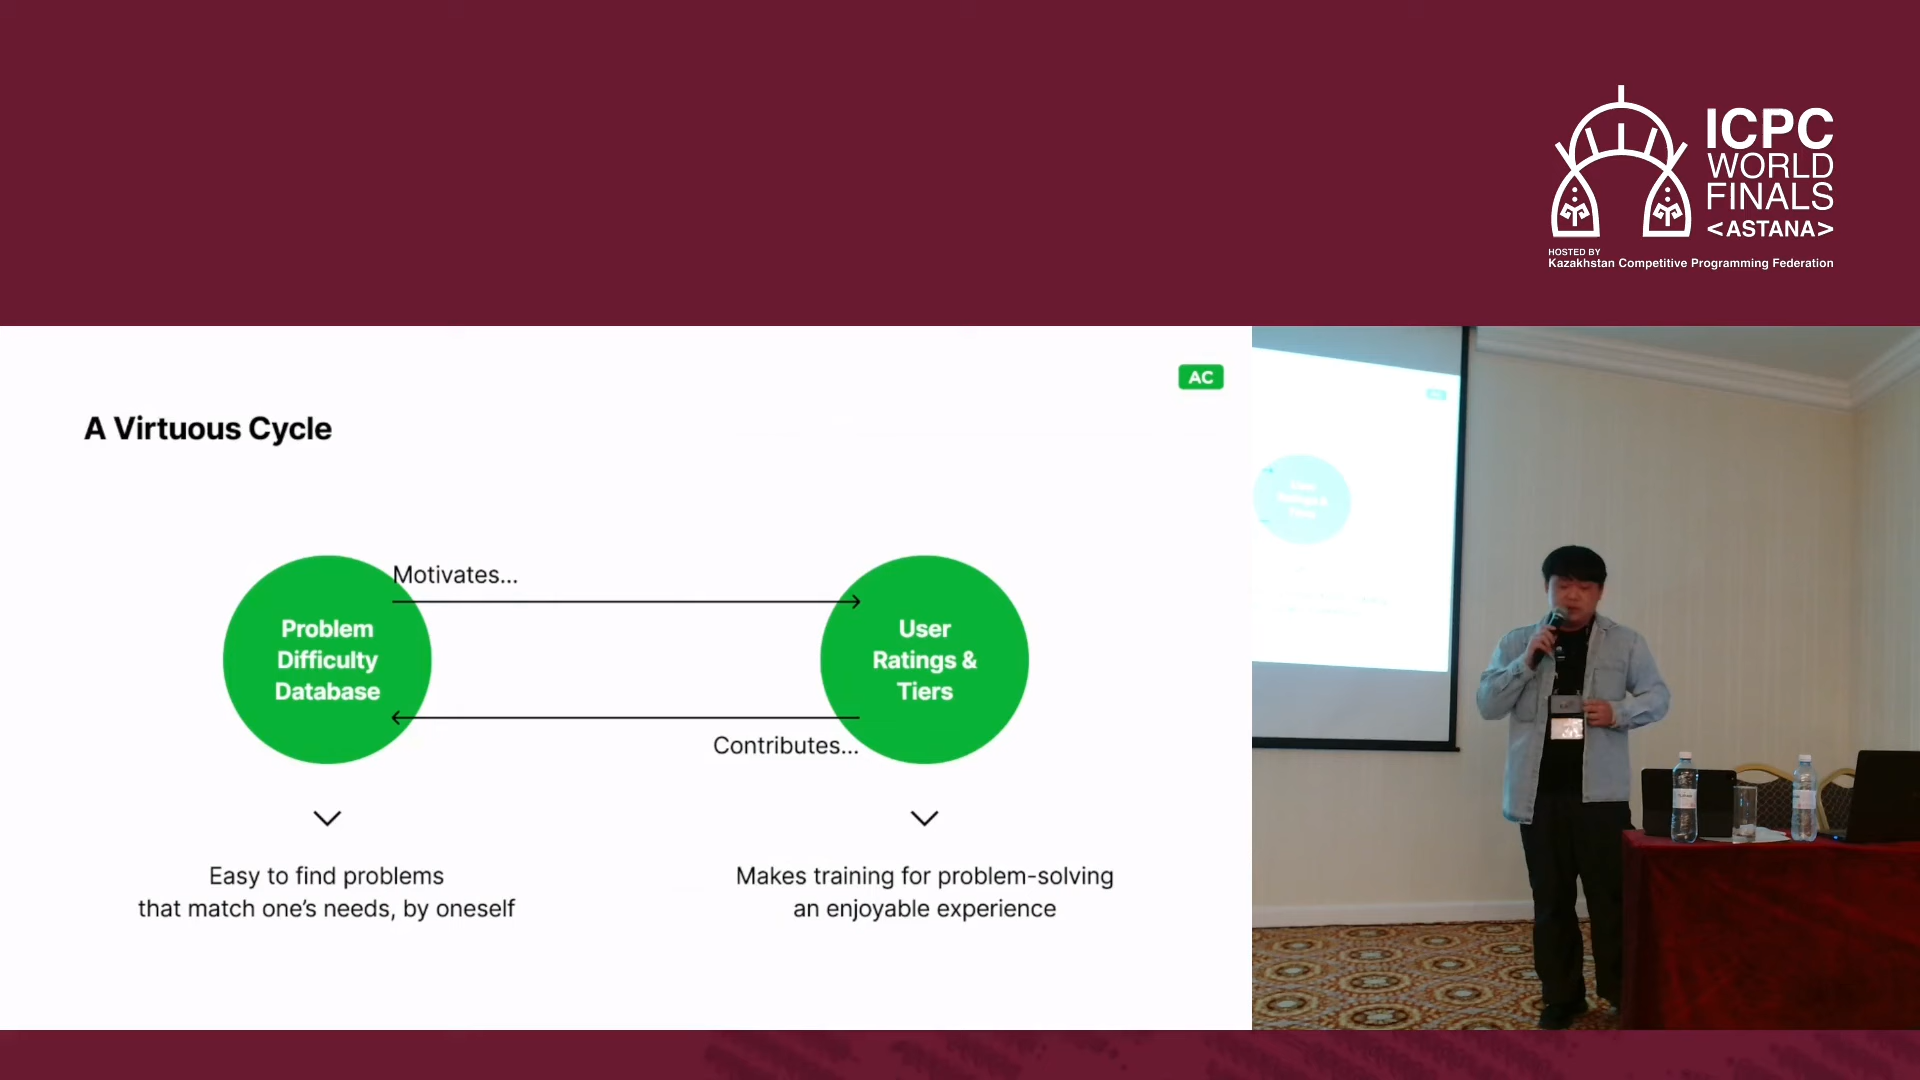 ICPC
WORLD
FINALS
<ASTANA>
HOSTED BY
Kazakhstan Competitive Programming Federation
AC
A Virtuous Cycle
Motivates...
Problem
Difficulty
Database
User
Ratings &
Tiers
Contributes...
Easy to find problems
that match one's needs, by oneself
Makes training for problem-solving
an enjoyable experience